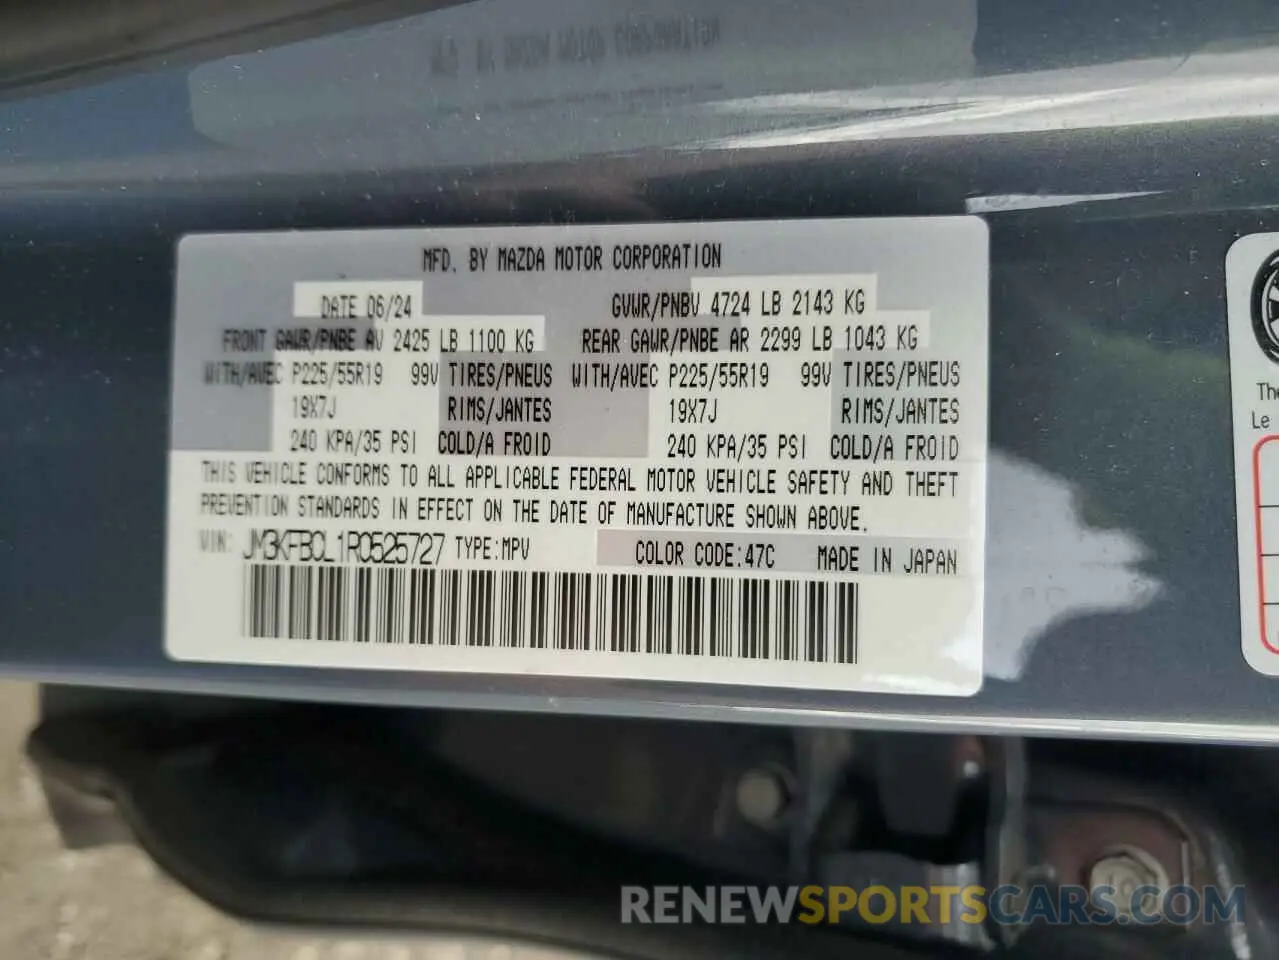 MFD. BY MAZDA MOTOR CORPORATION
DATE 06/24 GVWR/PNBV 4724 LB 2143 KG
FRONT GAWR/PNBE AV 2425 LB 1100 KG REAR GAWR/PNBE AR 2299 LB 1043 KG
WITH/AVEC P225/55R19 99V TIRES/PNEUS WITH/AVEC P225/55R19 99V TIRES/PNEUS
19X7J RIMS/JANTES 19X7J RIMS/JANTES
240 KPA/35 PSI COLD/A FROID 240 KPA/35 PSI COLD/A FROID
THIS VEHICLE CONFORMS TO ALL APPLICABLE FEDERAL MOTOR VEHICLE SAFETY AND THEFT
PREVENTION STANDARDS IN EFFECT ON THE DATE OF MANUFACTURE SHOWN ABOVE.
VIN: JM3KFBCL1R0525727 TYPE:MPV COLOR CODE:47C MADE IN JAPAN
Le
RENEWSPORTSCARS.COM